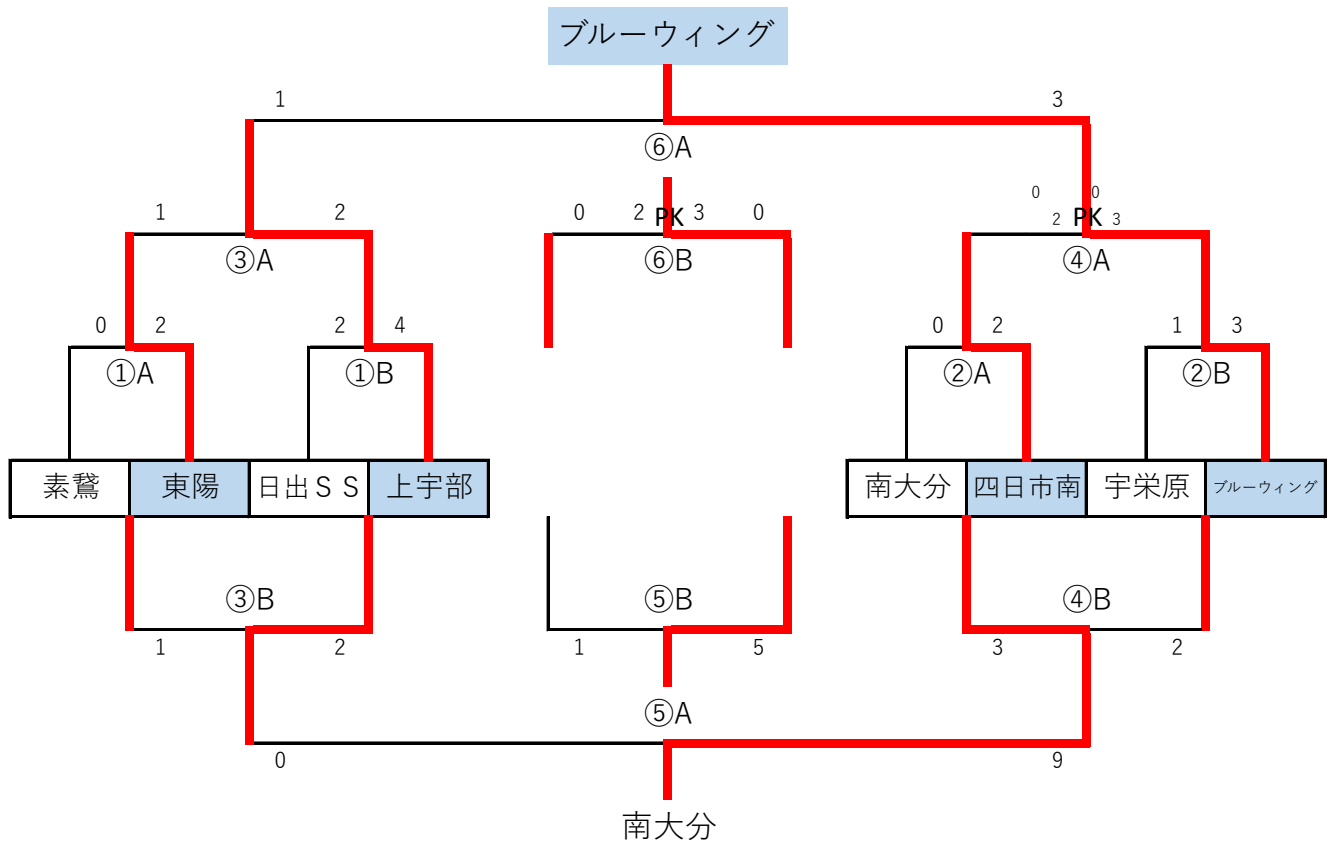 ブルーウィング
1 3
⑥A
0 0
1 2 0 2 PK 3 0 2 PK 3
③A ⑥B ④A
0 2 2 4 0 2 1 3
①A ①B ②A ②B
素鵞 東陽 日出ＳＳ 上宇部 南大分 四日市南 宇栄原 ブルーウィング
③B ⑤B ④B
1 2 1 5 3 2
⑤A
0 9
南大分